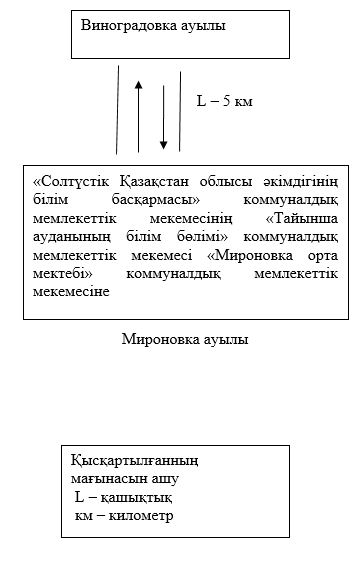 Виноградовка ауылы
L – 5 км
«Солтүстік Қазақстан облысы әкімдігінің
білім басқармасы» коммуналдық
мемлекеттік мекемесінің «Тайынша
ауданының білім бөлімі» коммуналдық
мемлекеттік мекемесі «Мироновка орта
мектебі» коммуналдық мемлекеттік
мекемесіне
Мироновка ауылы
Қысқартылғанның
мағынасын ашу
L – қашықтық
км – километр